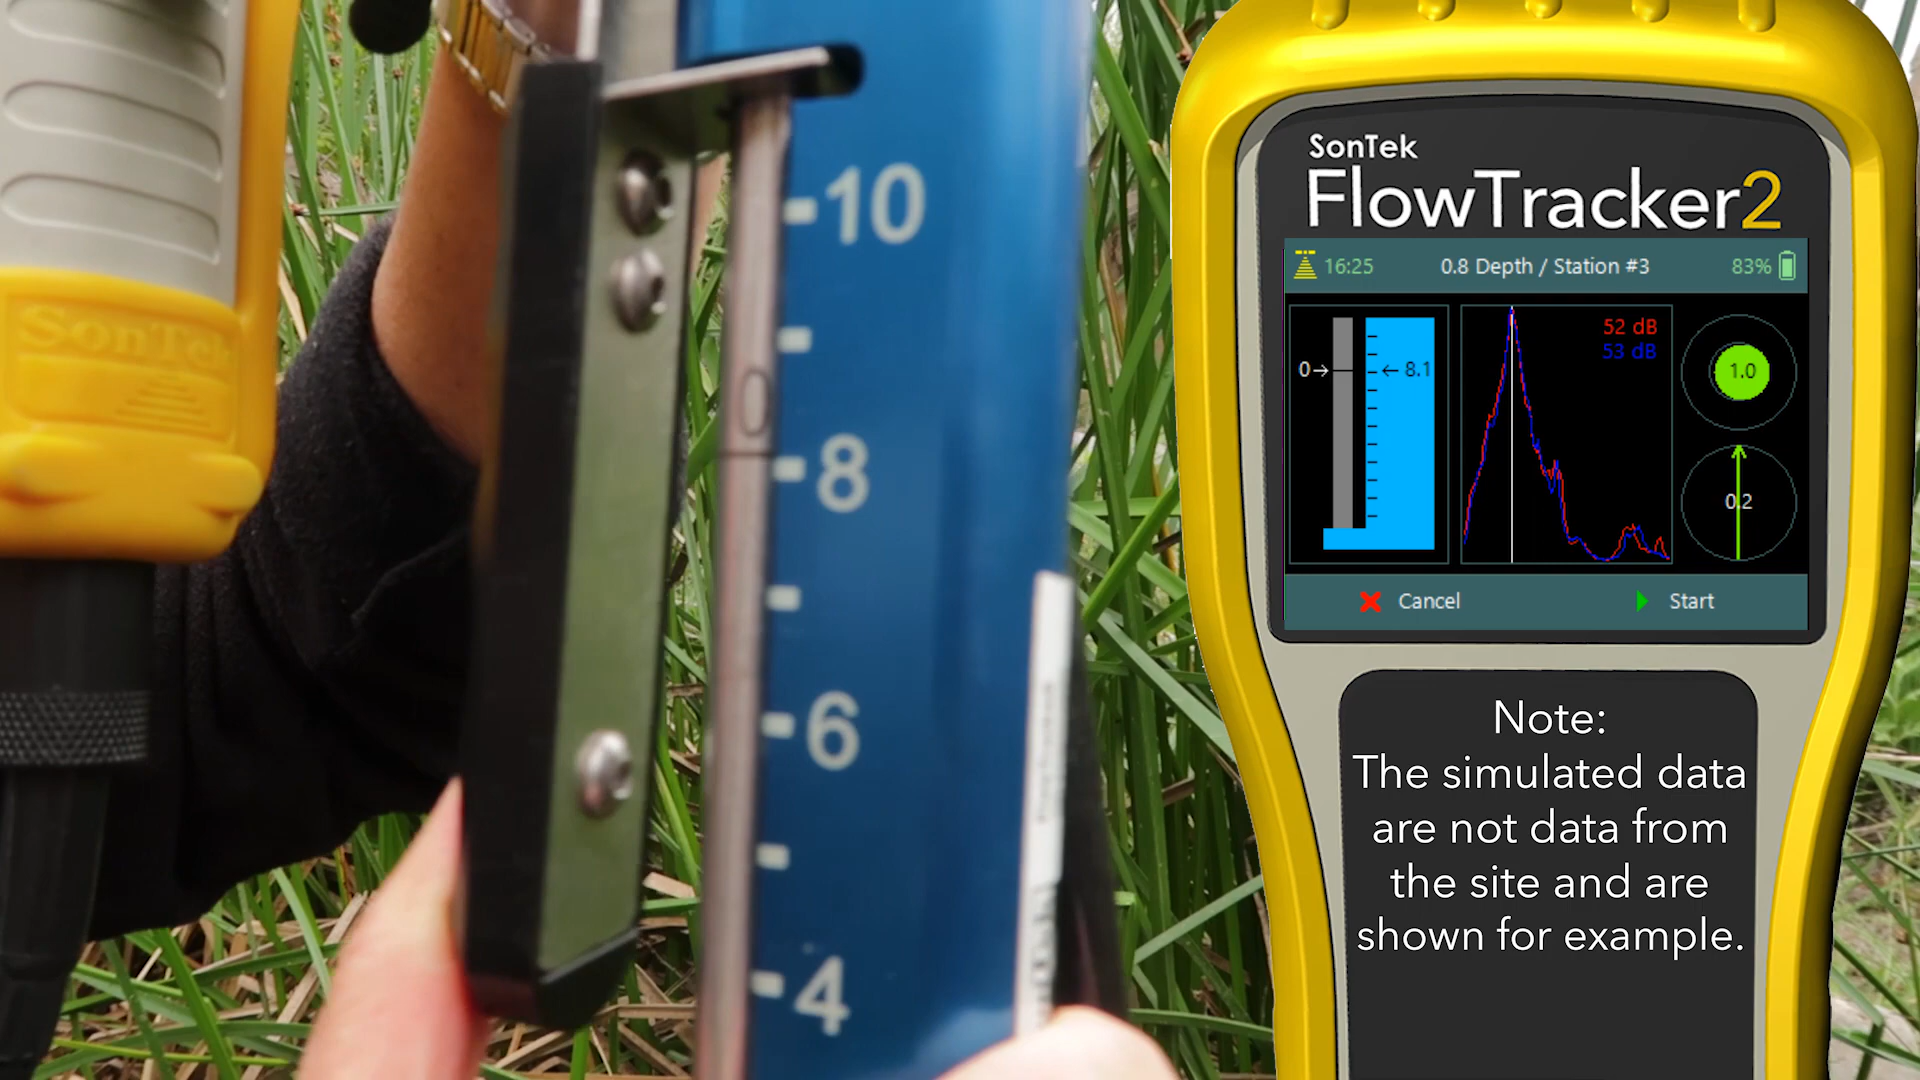 SonTek
0
10
8
6
4
SonTek
FlowTracker2
16:25 0.8 Depth / Station #3 83%
52 dB
53 dB
0→ ← 8.1
1.0
0.2
Cancel Start
Note:
The simulated data
are not data from
the site and are
shown for example.